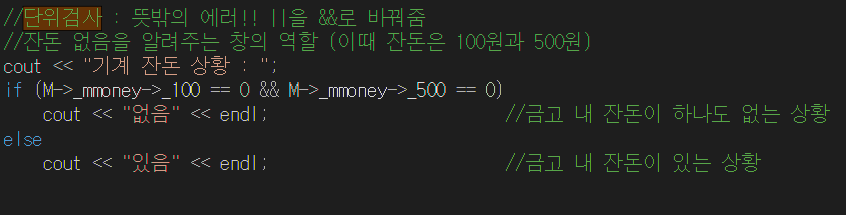 //단위검사 : 뜻밖의 에러!! ||을 &&로 바꿔줌
//잔돈 없음을 알려주는 창의 역할 (이때 잔돈은 100원과 500원)
cout << "기계 잔돈 상황 : ";
if (M->_mmoney->_100 == 0 && M->_mmoney->_500 == 0)
cout << "없음" << endl; //금고 내 잔돈이 하나도 없는 상황
else
cout << "있음" << endl; //금고 내 잔돈이 있는 상황